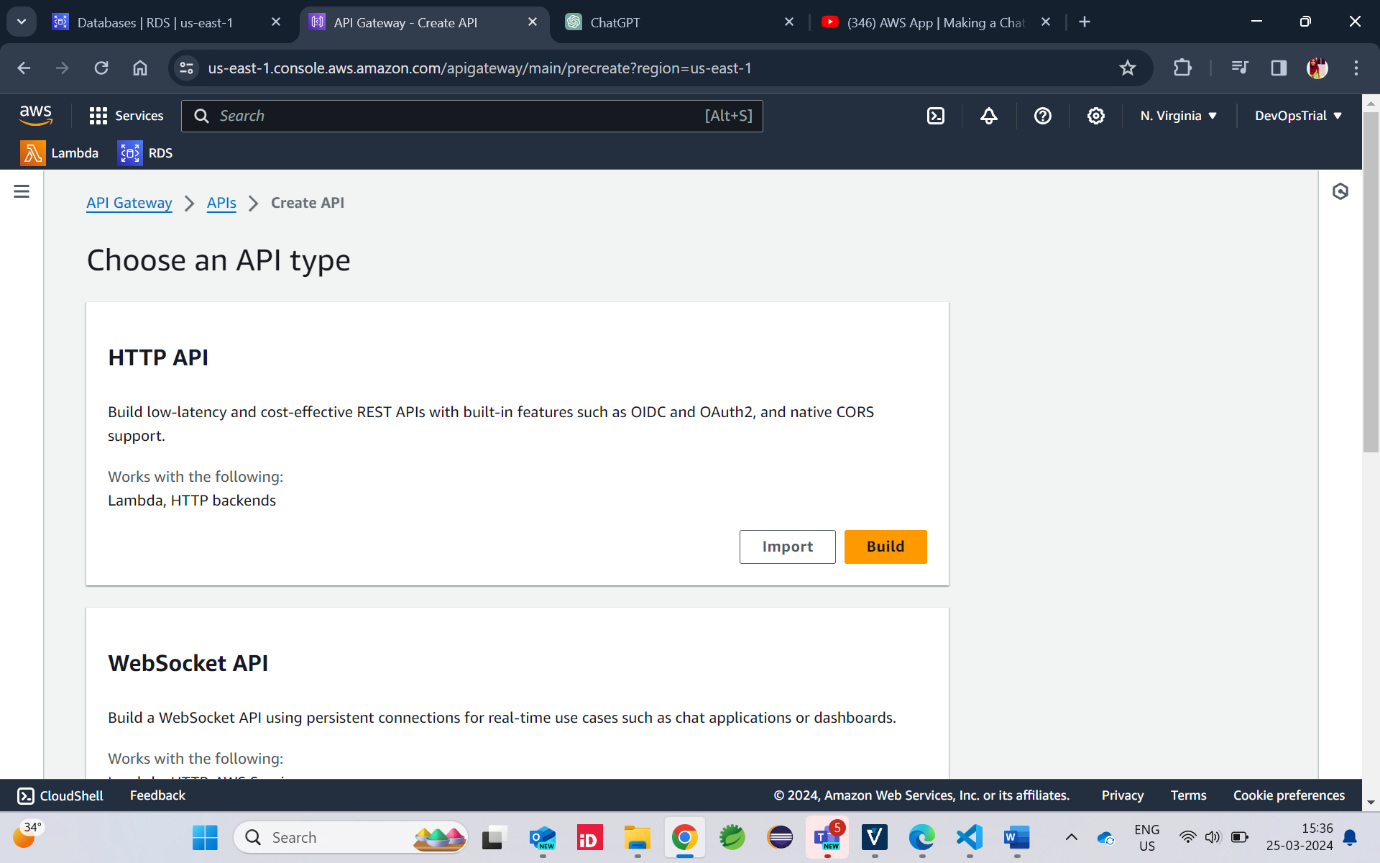 Databases | RDS | us-east-1
API Gateway - Create API
ChatGPT
(346) AWS App | Making a Chat
us-east-1.console.aws.amazon.com/apigateway/main/precreate?region=us-east-1
aws
Services
Search
[Alt+S]
N. Virginia
DevOpsTrial
Lambda
RDS
API Gateway
APIs
Create API
Choose an API type
HTTP API
Build low-latency and cost-effective REST APIs with built-in features such as OIDC and OAuth2, and native CORS
support.
Works with the following:
Lambda, HTTP backends
Import
Build
WebSocket API
Build a WebSocket API using persistent connections for real-time use cases such as chat applications or dashboards.
Works with the following:
CloudShell
Feedback
© 2024, Amazon Web Services, Inc. or its affiliates.
Privacy
Terms
Cookie preferences
34°
Search
NEW
iD
5
NEW
ENG
US
15:36
25-03-2024